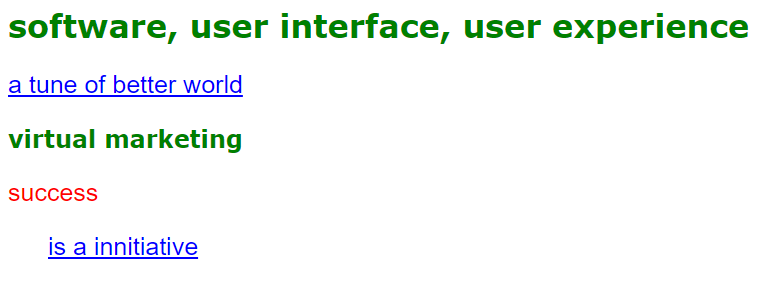 software, user interface, user experience
a tune of better world
virtual marketing
success
is a innitiative